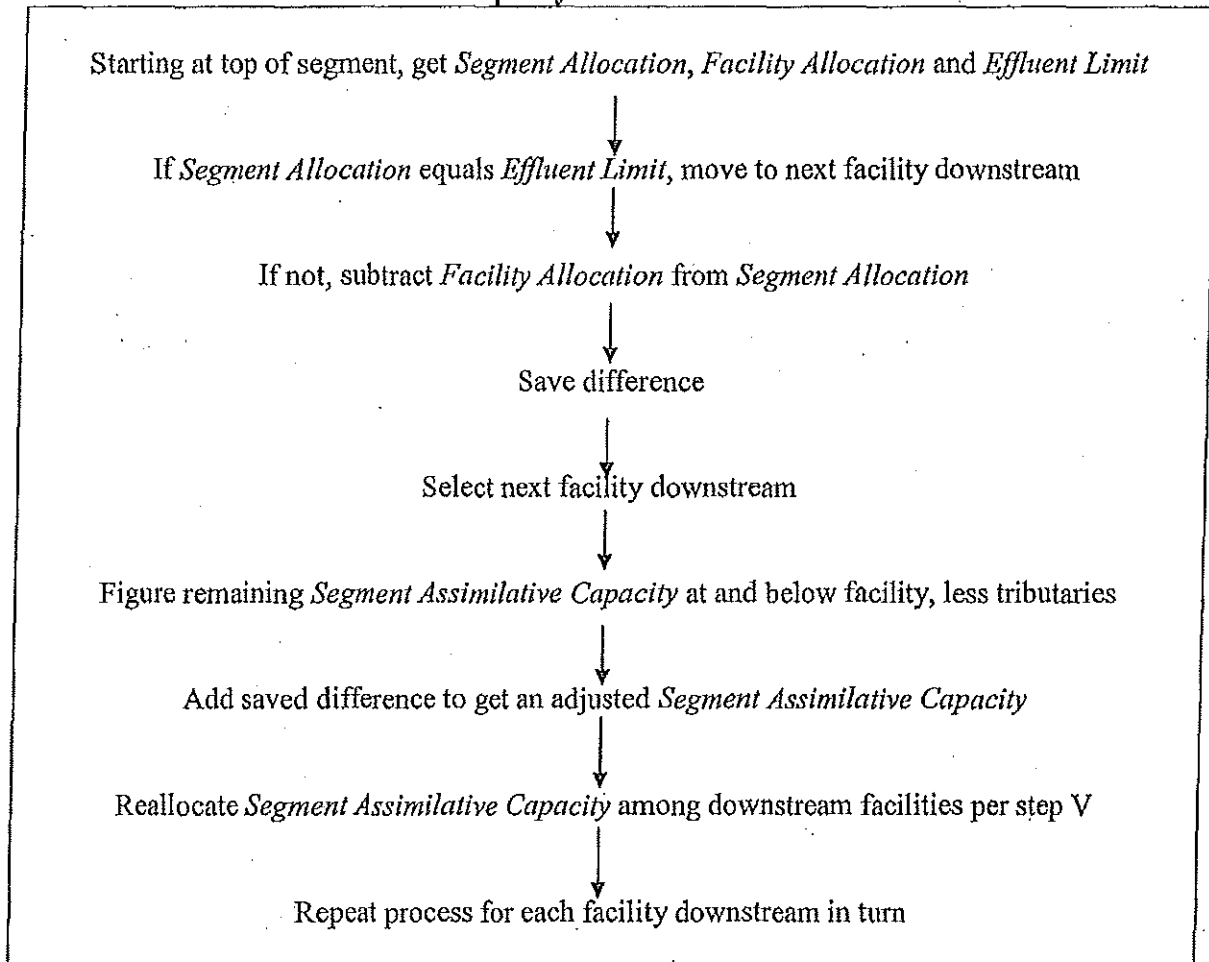 Starting at top of segment, get Segment Allocation, Facility Allocation and Effluent Limit
If Segment Allocation equals Effluent Limit, move to next facility downstream
If not, subtract Facility Allocation from Segment Allocation
Save difference
Select next facility downstream
Figure remaining Segment Assimilative Capacity at and below facility, less tributaries
Add saved difference to get an adjusted Segment Assimilative Capacity
Reallocate Segment Assimilative Capacity among downstream facilities per step V
Repeat process for each facility downstream in turn